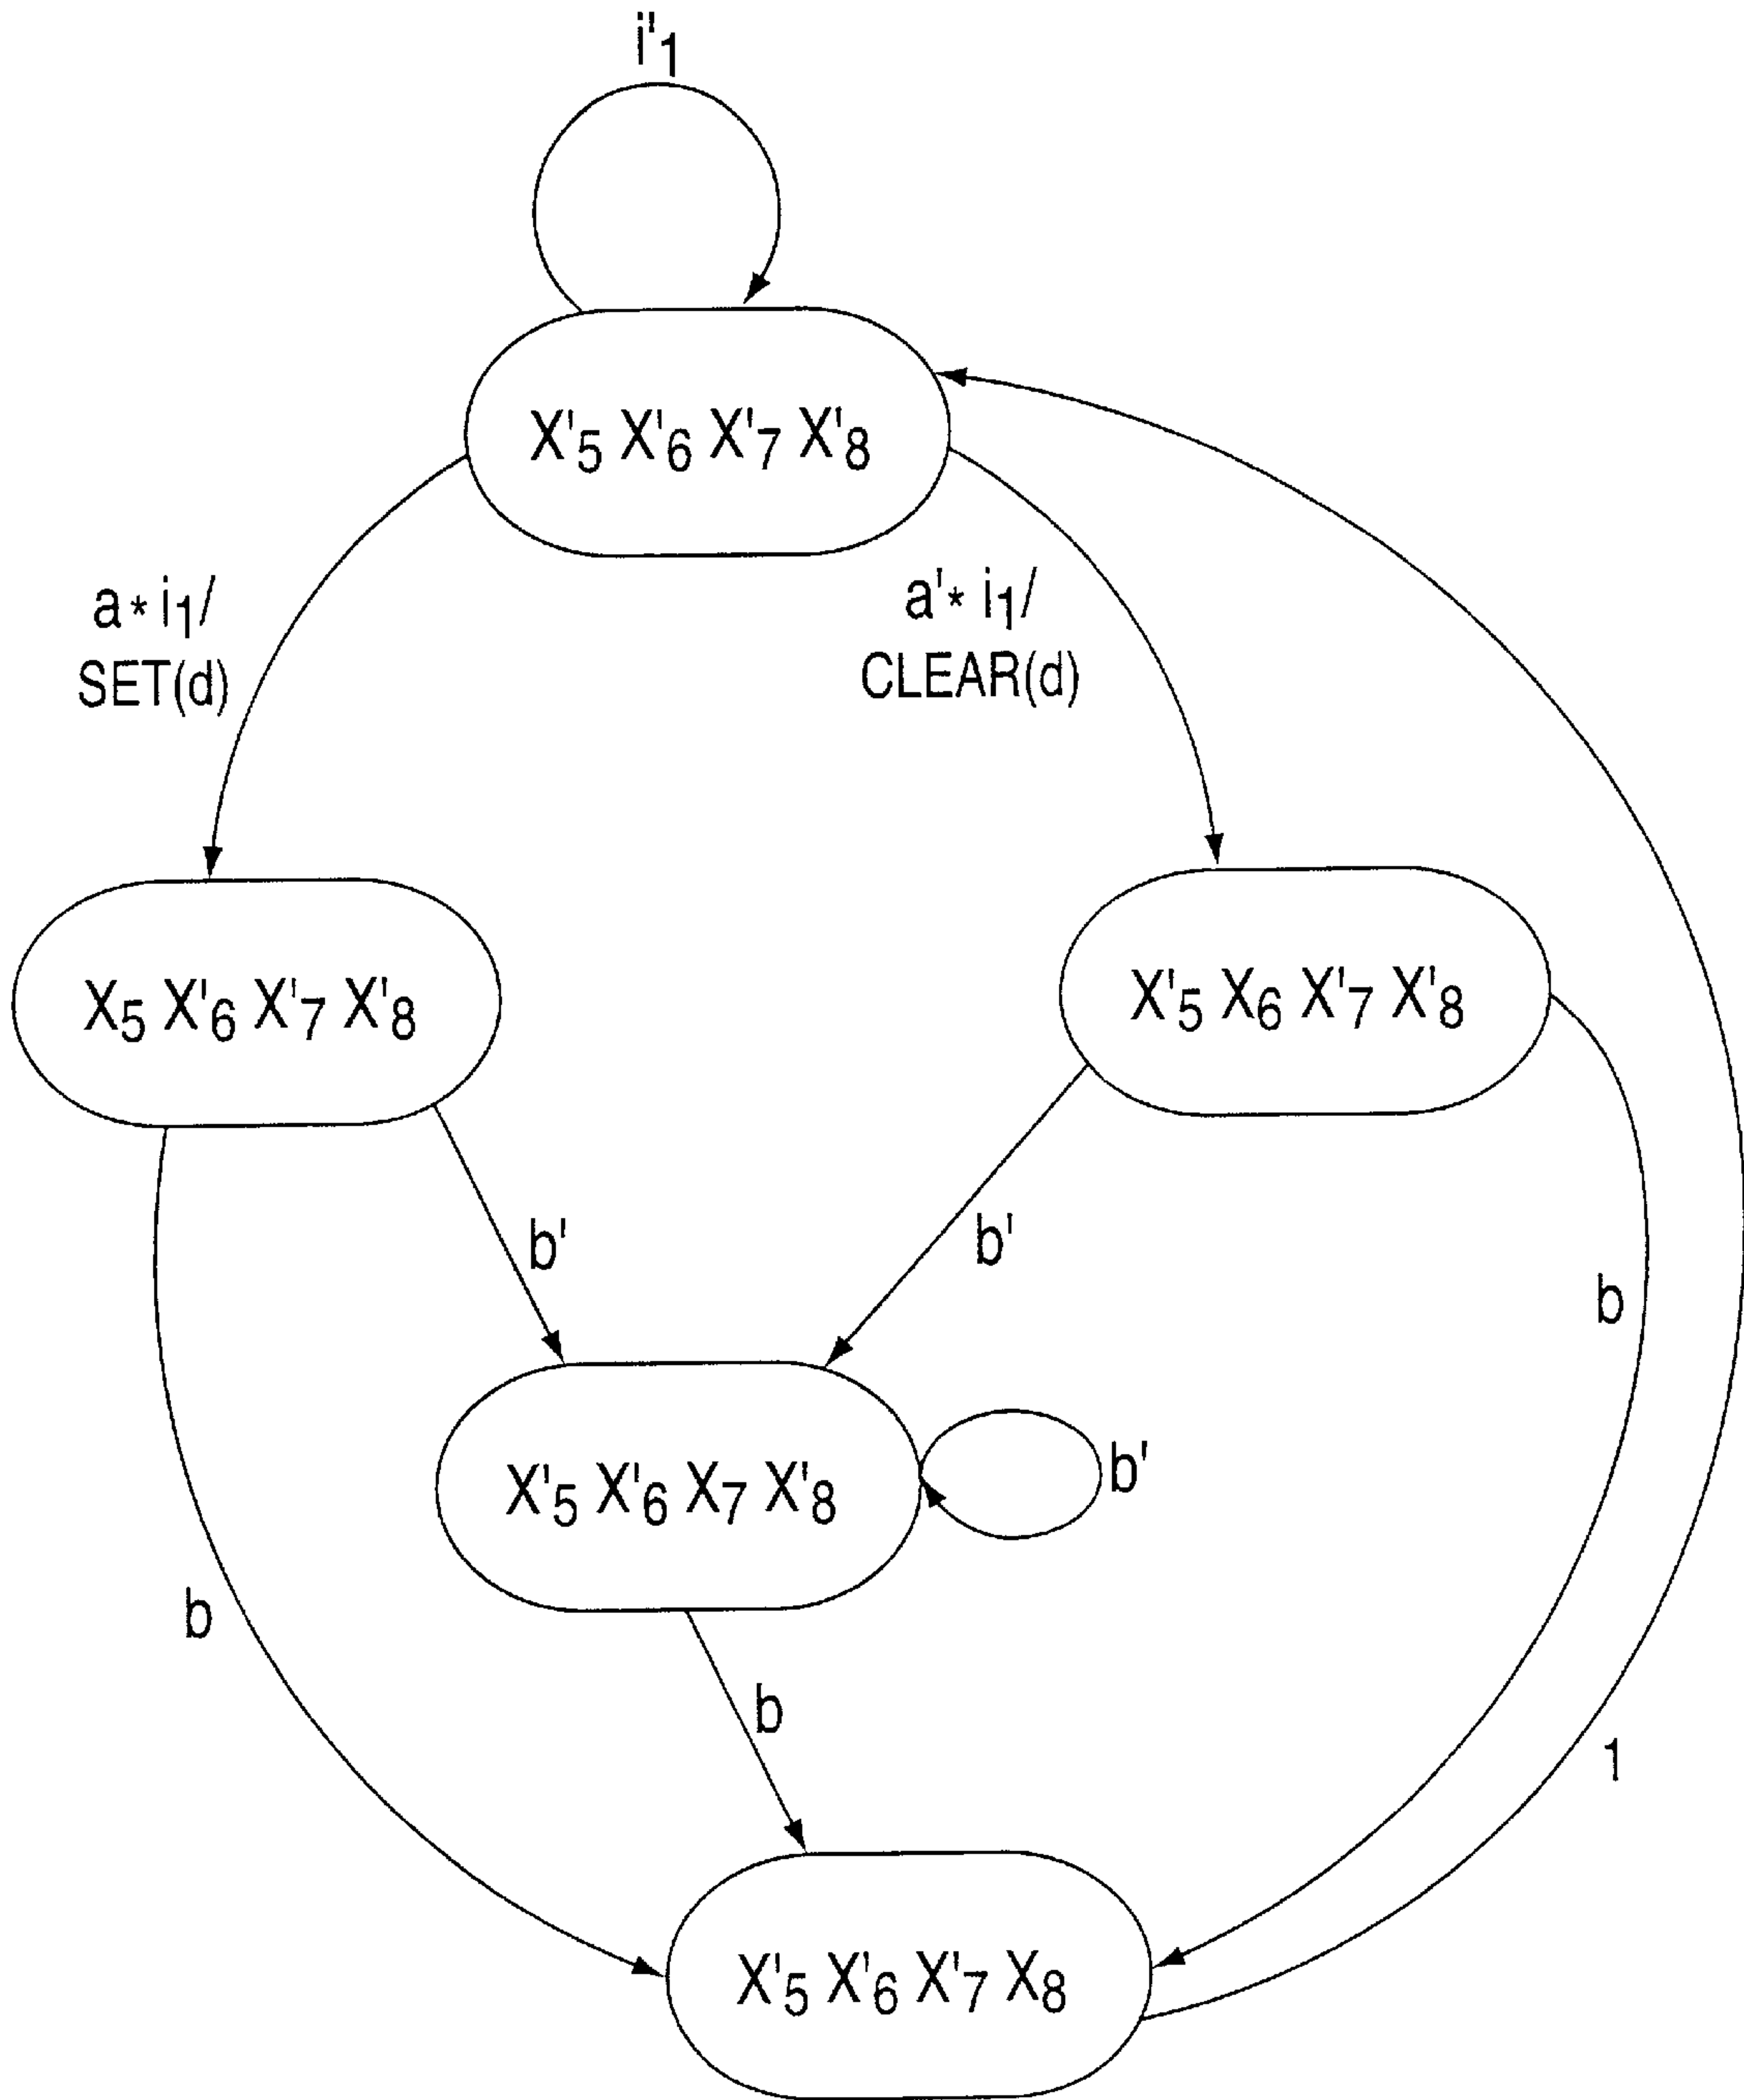 i'1
X'5 X'6 X'7 X'8
a * i1/
SET(d)
a' * i1/
CLEAR(d)
X5 X'6 X'7 X'8
X'5 X6 X'7 X'8
b'
b'
b
X'5 X'6 X7 X'8
b'
b
b
1
X'5 X'6 X'7 X8